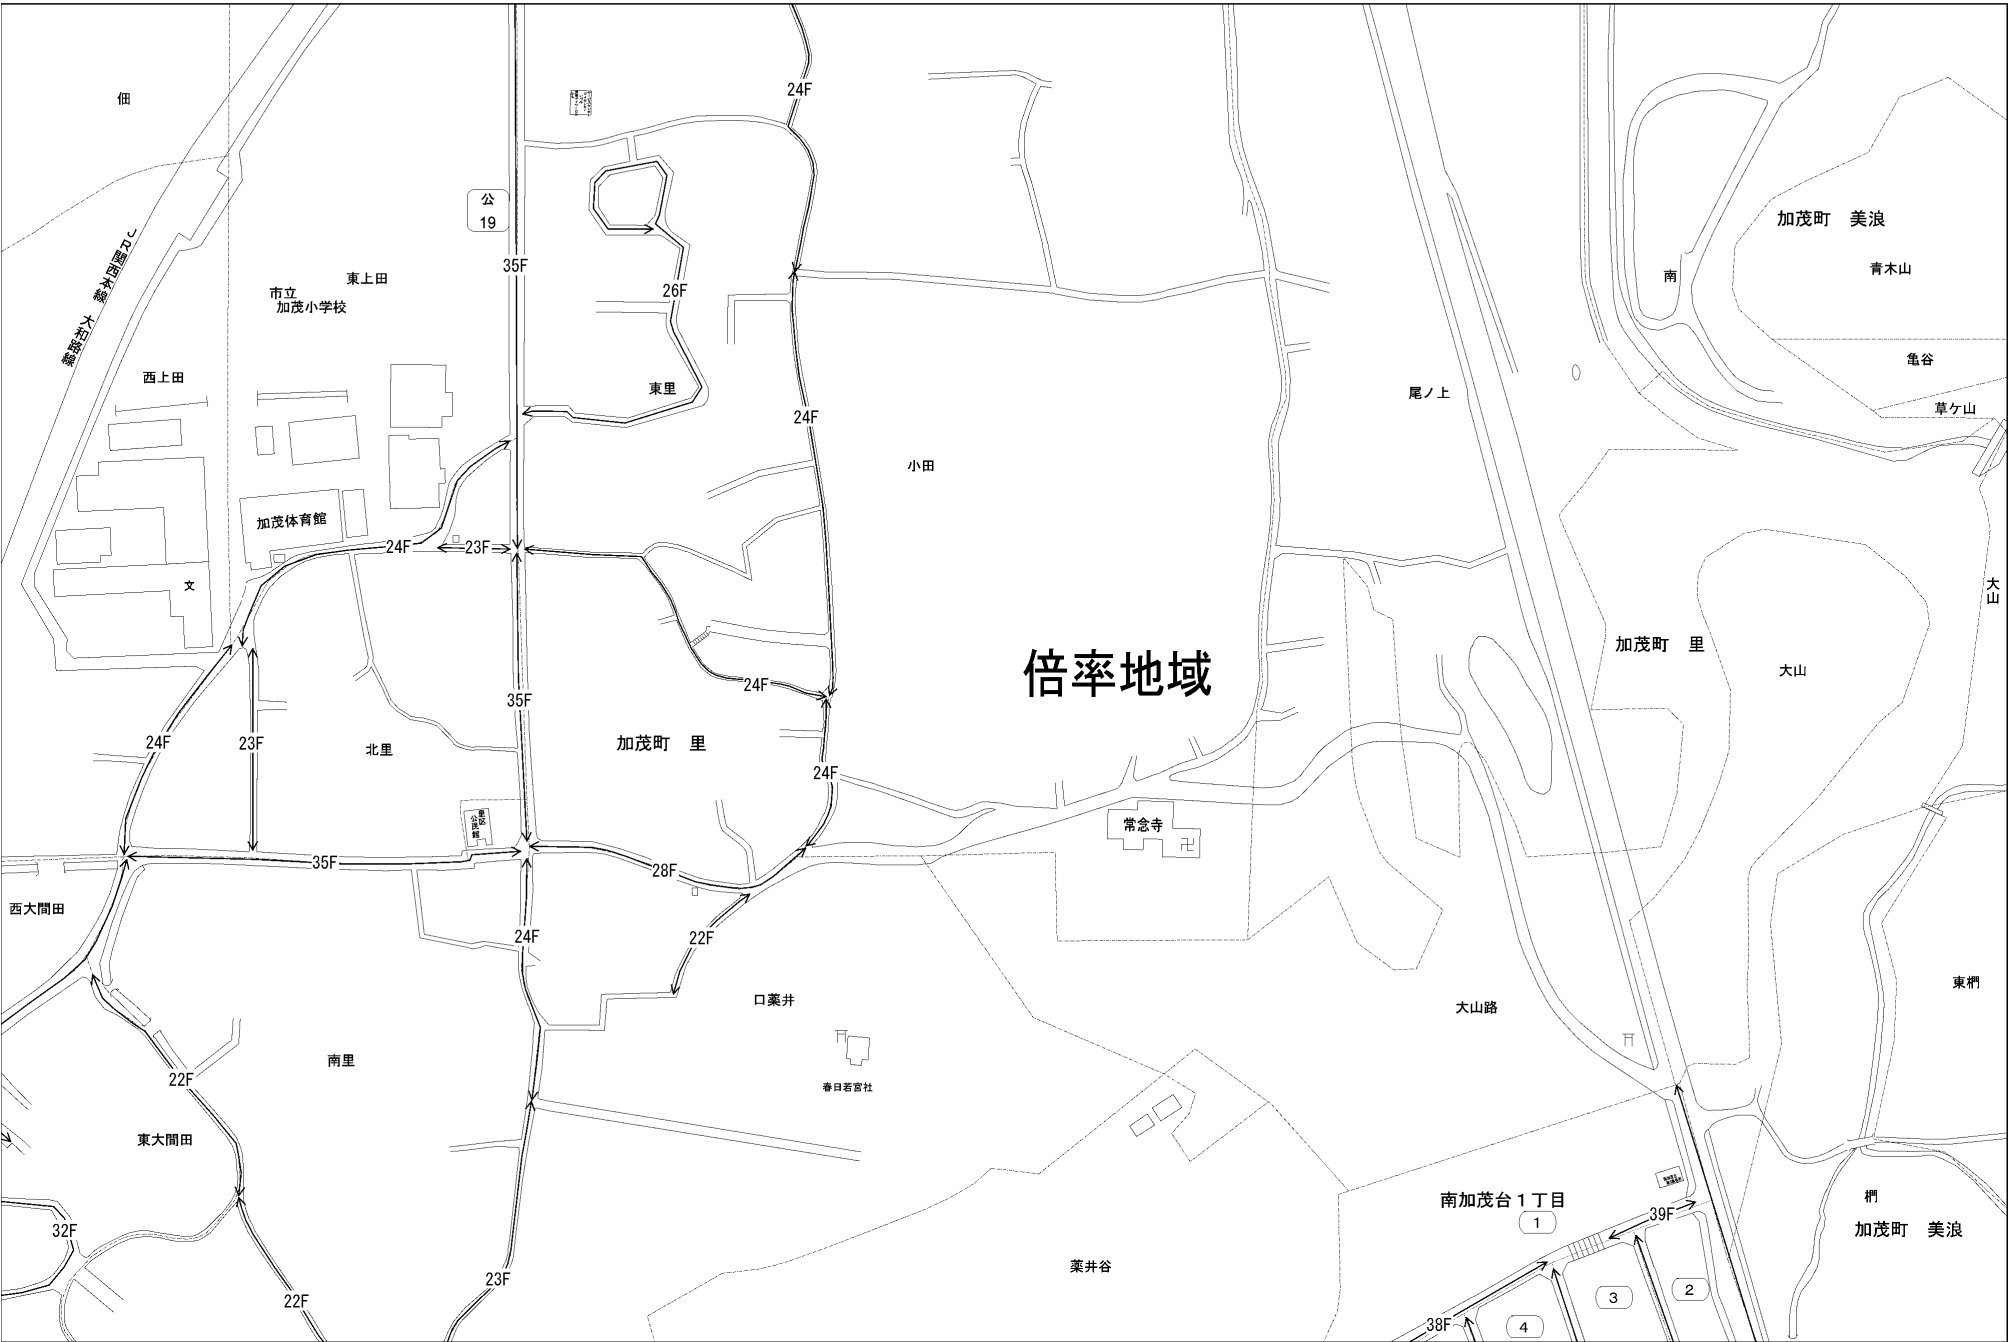 佃
24F
公
19
加茂町　美浪
JR関西本線　大和路線
35F
東上田
市立
加茂小学校
26F
南
青木山
西上田
東里
亀谷
尾ノ上
草ケ山
24F
小田
加茂体育館
24F
23F
文
大山
加茂町　里
倍率地域
大山
24F
35F
24F
23F
北里
加茂町　里
24F
里区
公民館
常念寺
35F
28F
西大間田
24F
22F
口薬井
大山路
東椚
南里
22F
春日若宮社
東大間田
南加茂台１丁目
1
39F
椚
加茂町　美浪
32F
23F
薬井谷
22F
3
2
38F
4